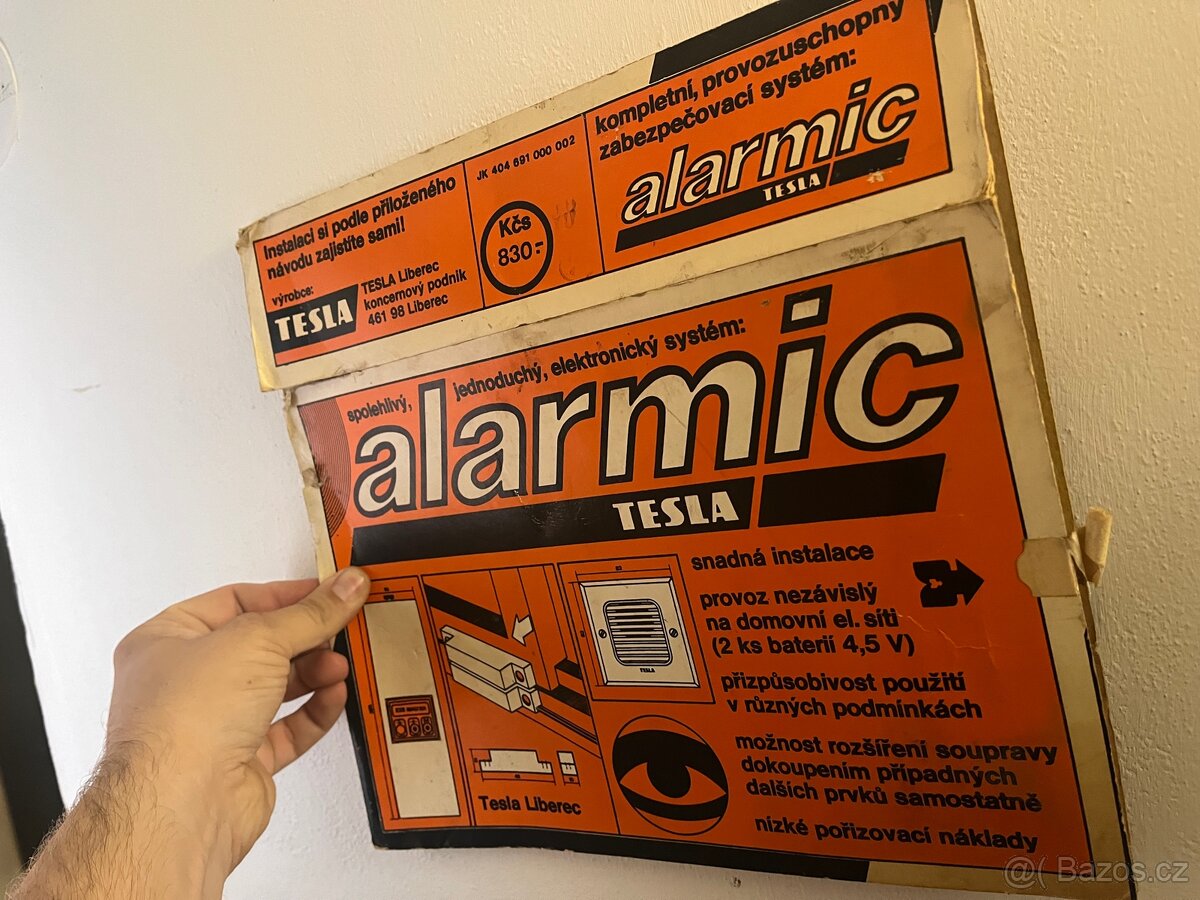 Instalaci si podle přiloženého
návodu zajistíte sami!
výrobce:
TESLA
TESLA Liberec
koncernový podnik
461 98 Liberec
JK 404 691 000 002
Kčs
830.-
kompletní, provozuschopný
zabezpečovací systém:
alarmic
TESLA
spolehlivý, jednoduchý, elektronický systém:
alarmic
TESLA
snadná instalace
provoz nezávislý
na domovní el. síti
(2 ks baterií 4,5 V)
přizpůsobivost použití
v různých podmínkách
možnost rozšíření soupravy
dokoupením případných
dalších prvků samostatně
nízké pořizovací náklady
TESLA
Tesla Liberec
@( Bazos.cz